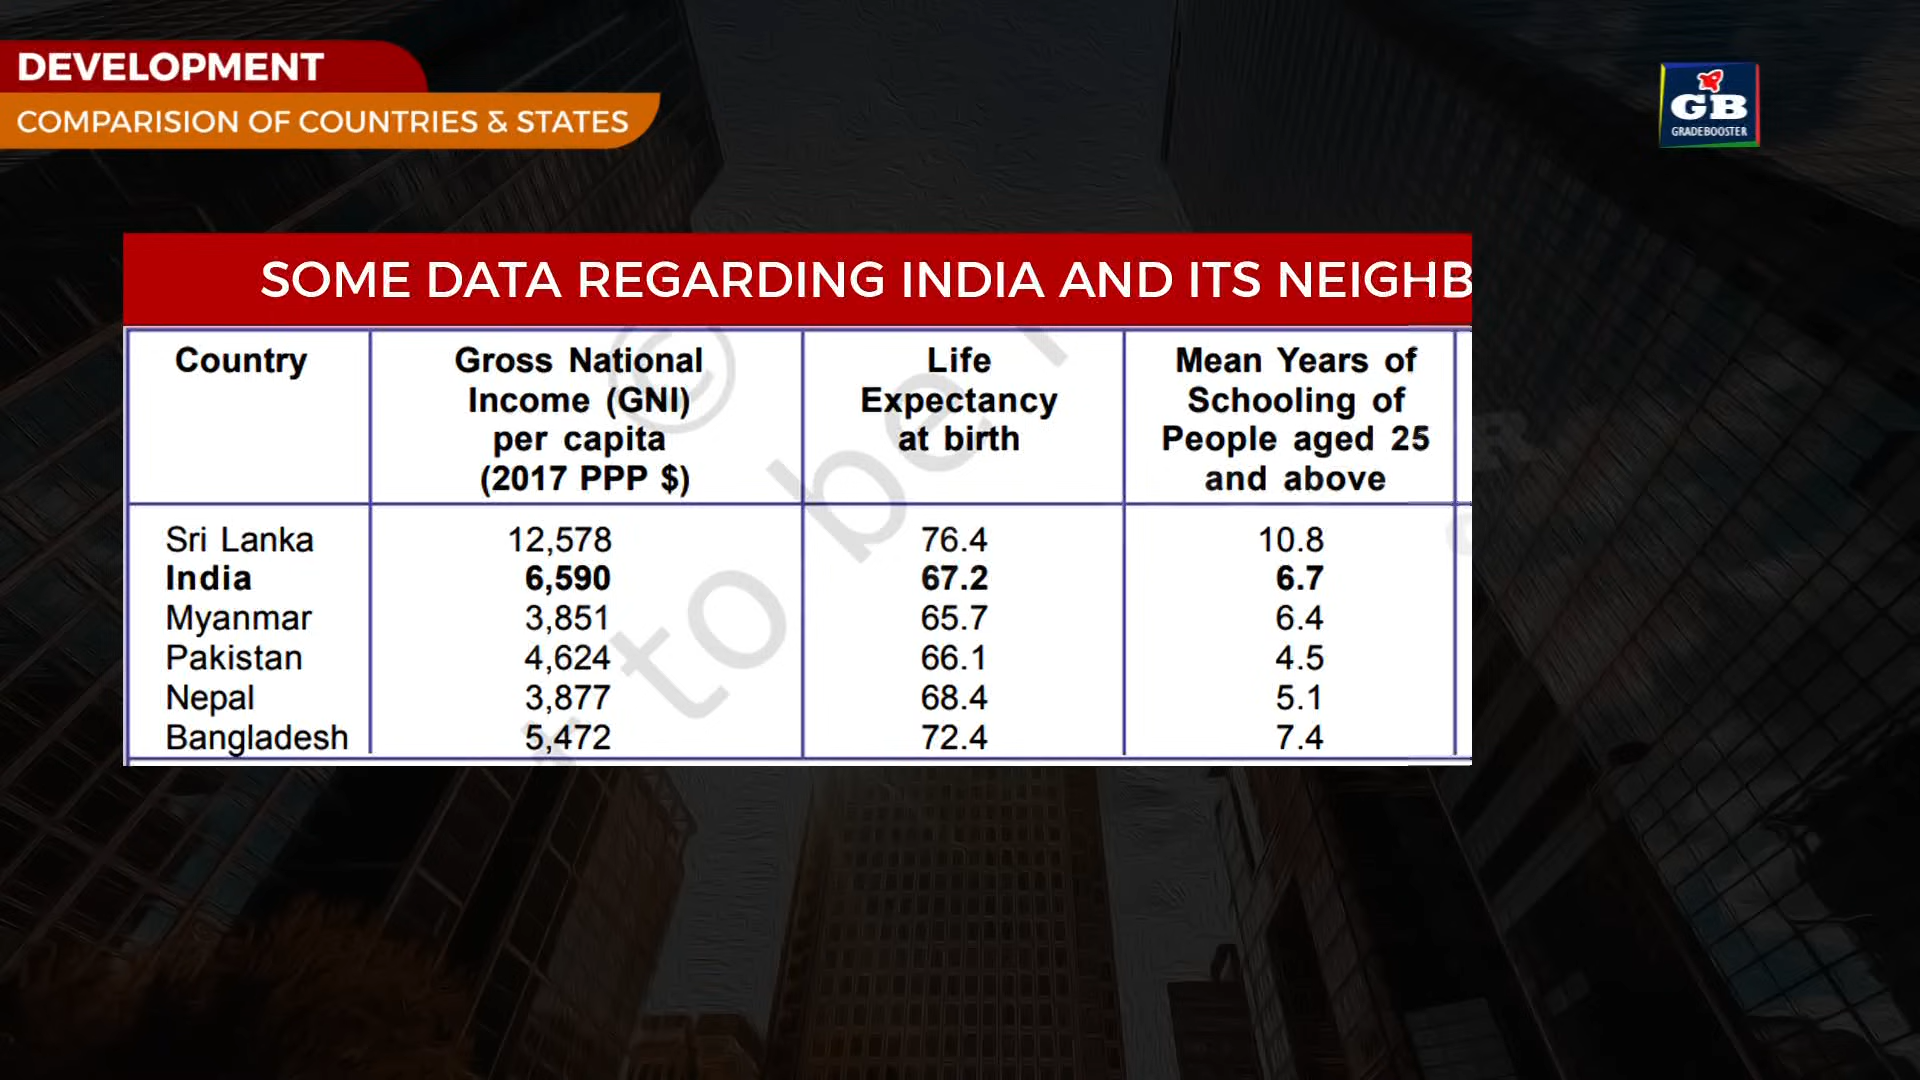 DEVELOPMENT
COMPARISION OF COUNTRIES & STATES
GB
GRADEBOOSTER
SOME DATA REGARDING INDIA AND ITS NEIGHB
Country Gross National Income (GNI) per capita (2017 PPP $) Life Expectancy at birth Mean Years of Schooling of People aged 25 and above
Sri Lanka 12,578 76.4 10.8
India 6,590 67.2 6.7
Myanmar 3,851 65.7 6.4
Pakistan 4,624 66.1 4.5
Nepal 3,877 68.4 5.1
Bangladesh 5,472 72.4 7.4
© to be